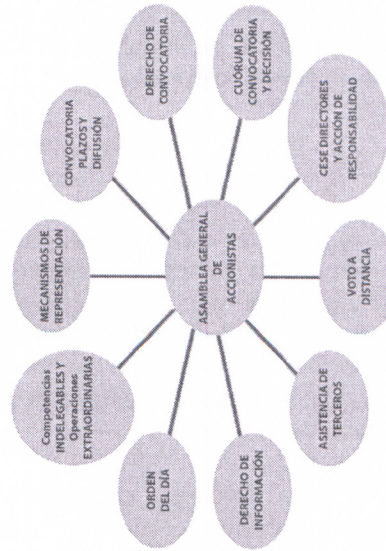 ASAMBLEA GENERAL
DE
ACCIONISTAS
MECANISMOS DE
REPRESENTACIÓN
CONVOCATORIA
PLAZOS Y
DIFUSIÓN
DERECHO DE
CONVOCATORIA
CUÓRUM DE
CONVOCATORIA
Y DECISIÓN
CESE DIRECTORES
Y ACCIÓN DE
RESPONSABILIDAD
VOTO A
DISTANCIA
ASISTENCIA DE
TERCEROS
DERECHO DE
INFORMACIÓN
ORDEN
DEL DÍA
Competencias
INDELEGABLES Y
Operaciones
EXTRAORDINARIAS